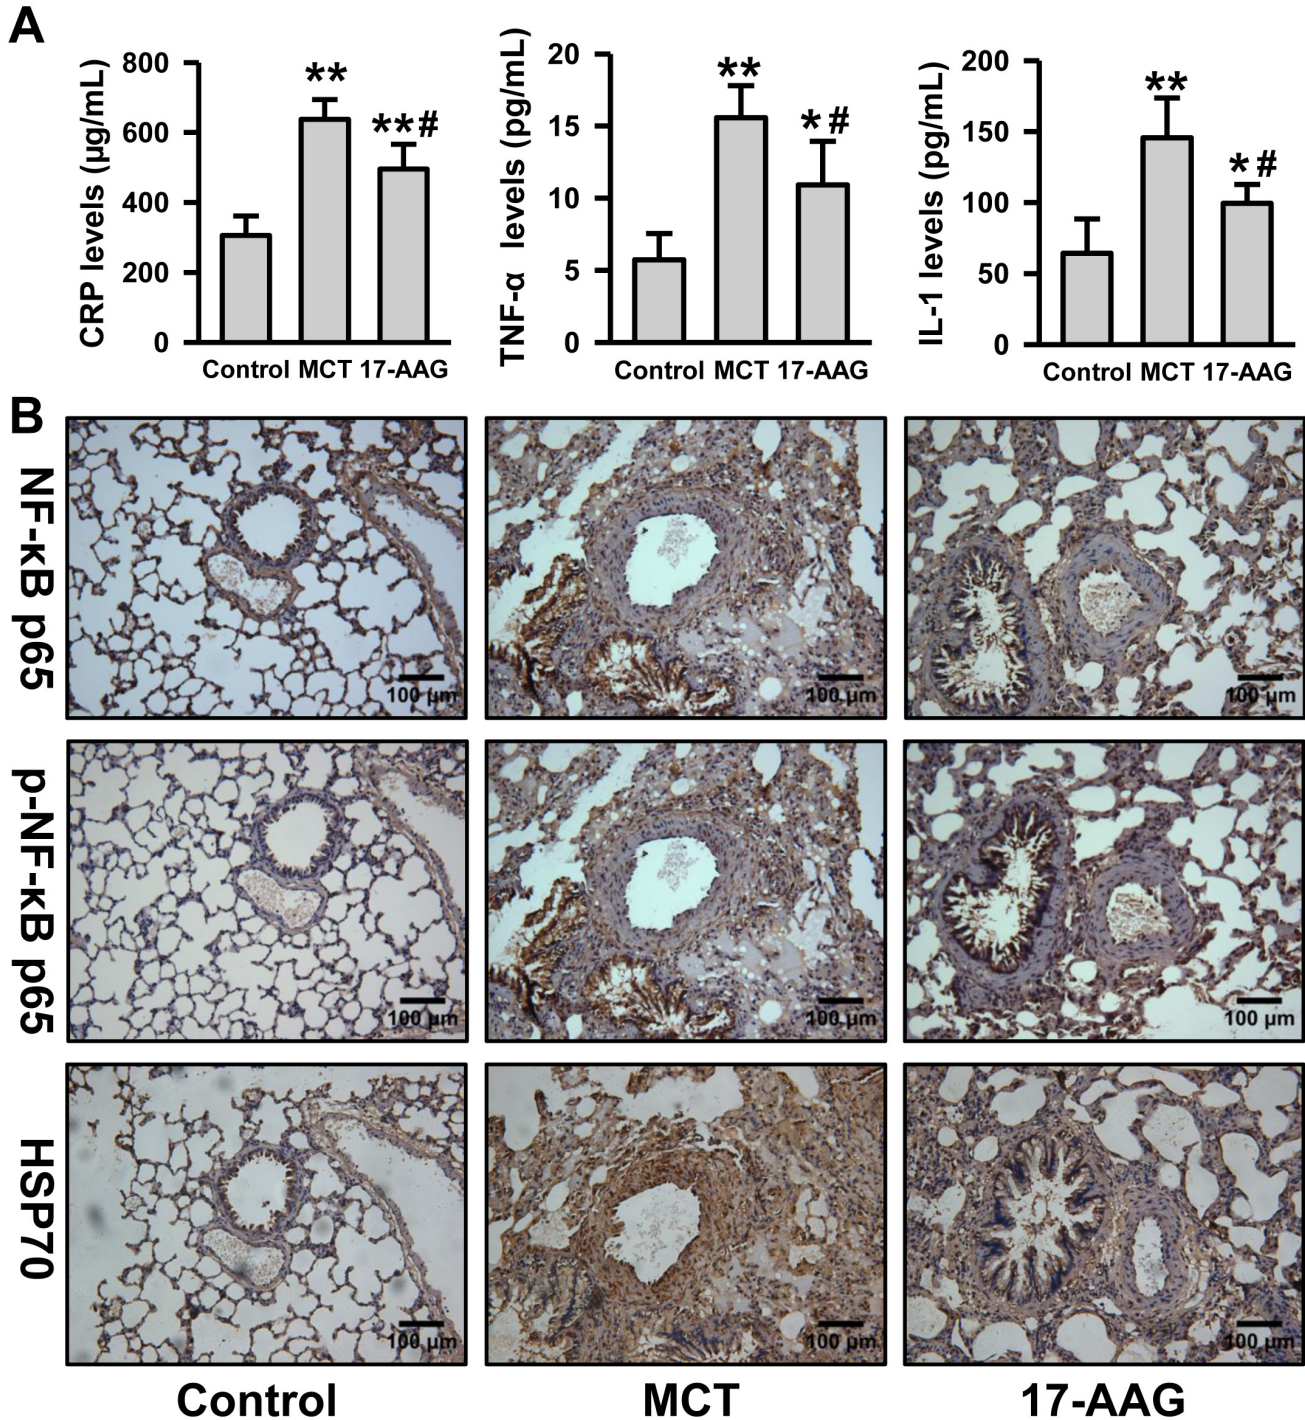 A
CRP levels (µg/mL)
800
600
400
200
0
**
**#
Control MCT 17-AAG
TNF-α levels (pg/mL)
20
15
10
5
0
**
*#
Control MCT 17-AAG
IL-1 levels (pg/mL)
200
150
100
50
0
**
*#
Control MCT 17-AAG
B
NF-κB p65
100 µm
100 µm
100 µm
p-NF-κB p65
100 µm
100 µm
100 µm
HSP70
100 µm
100 µm
100 µm
Control
MCT
17-AAG